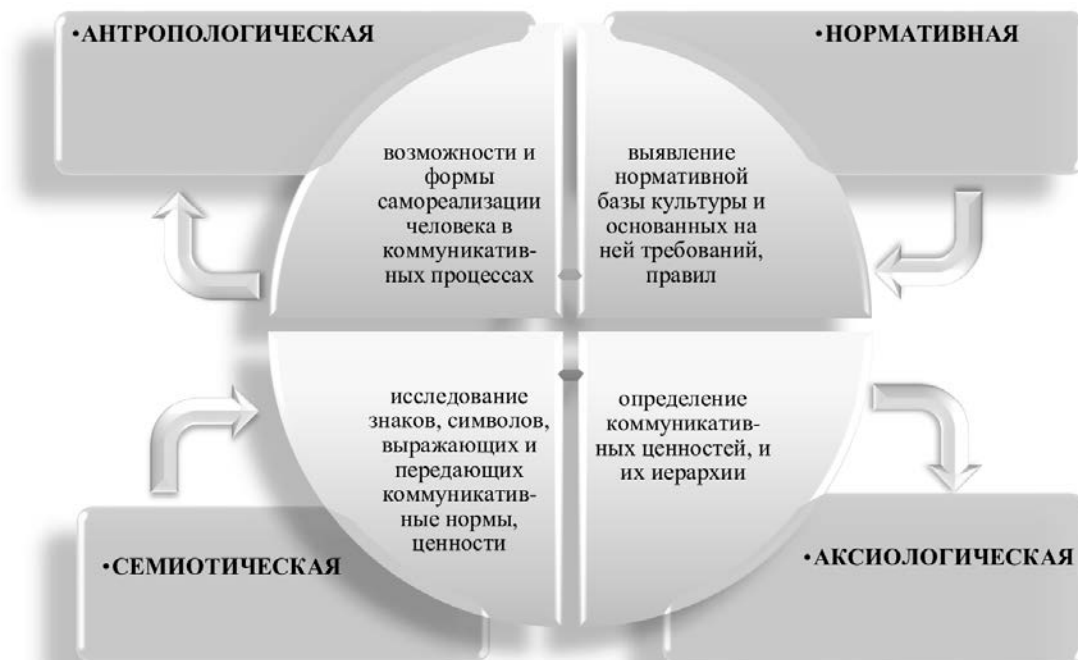 •АНТРОПОЛОГИЧЕСКАЯ
•НОРМАТИВНАЯ
возможности и
формы
самореализации
человека в
коммуникатив-
ных процессах
выявление
нормативной
базы культуры и
основанных на
ней требований,
правил
исследование
знаков, символов,
выражающих и
передающих
коммуникатив-
ные нормы,
ценности
определение
коммуникатив-
ных ценностей, и
их иерархии
•СЕМИОТИЧЕСКАЯ
•АКСИОЛОГИЧЕСКАЯ